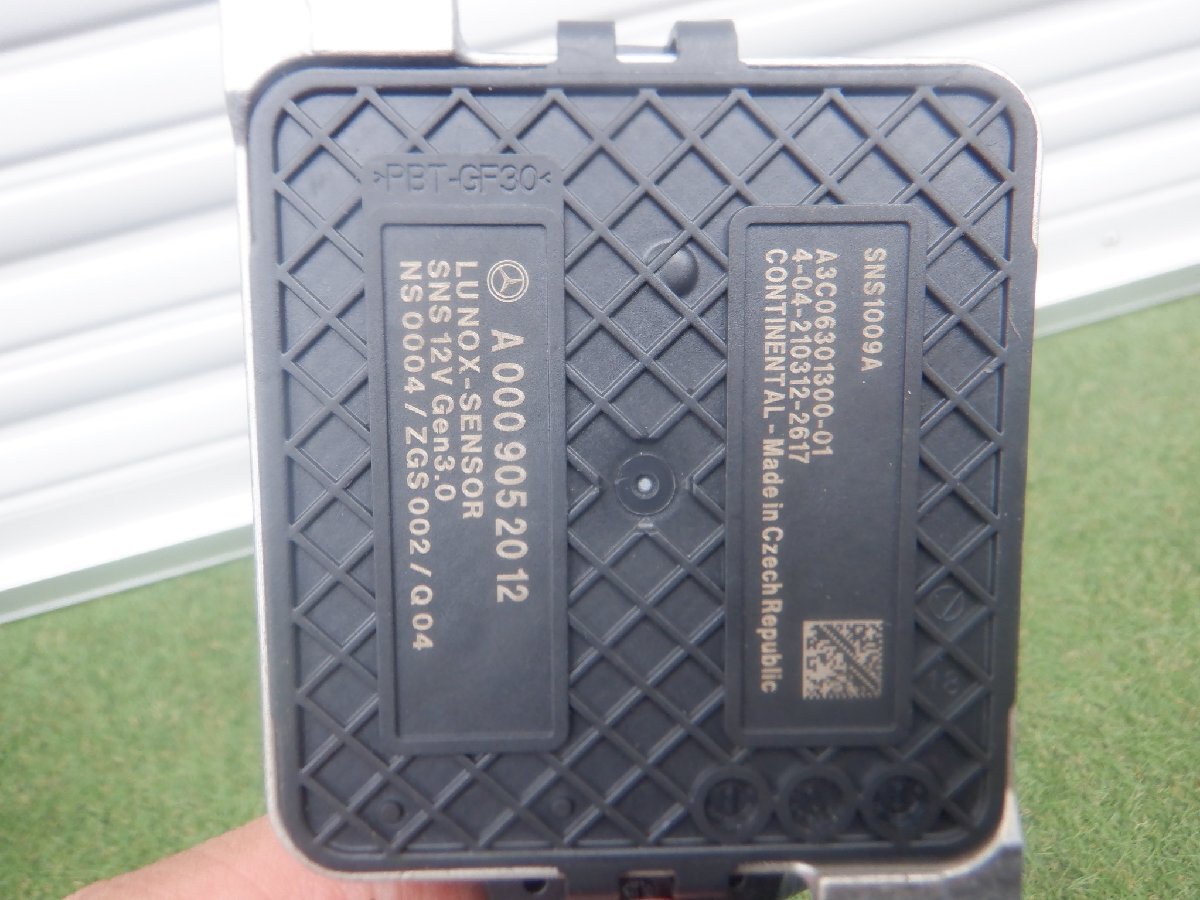 >PBT-GF30<
A 000 905 20 12
LUNOX-SENSOR
SNS 12V Gen3.0
NS 0004 / ZGS 002 / Q 04
SNS1009A
A3C06301300-01
4-04-210312-2617
CONTINENTAL - Made in Czech Republic